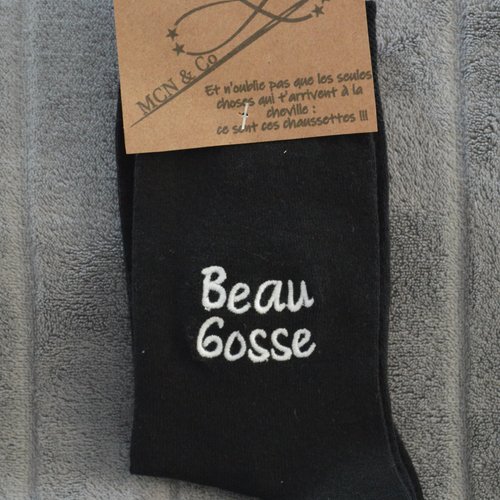 MCN & Co
Et n'oublie pas que les seules
choses qui t'arrivent à la
cheville :
ce sont ces chaussettes !!!
Beau
Gosse